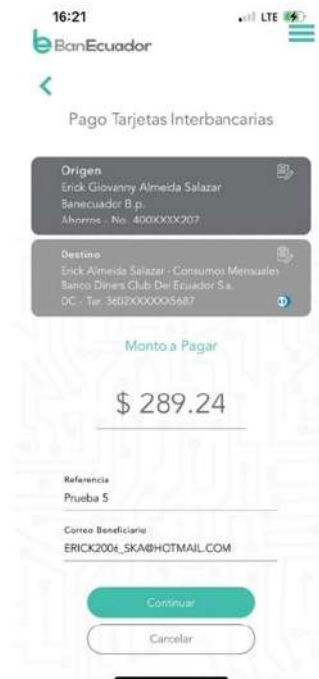 16:21
LTE
BanEcuador
Pago Tarjetas Interbancarias
Origen
Erick Giovanny Almeida Salazar
Banecuador B.p.
Ahorros - No. 400XXXX207
Destino
Erick Almeida Salazar - Consumos Mensuales
Banco Diners Club Del Ecuador S.a.
DC - Tar. 3602XXXXXX5687
Monto a Pagar
$ 289.24
Referencia
Prueba 5
Correo Beneficiario
ERICK2006_SKA@HOTMAIL.COM
Continuar
Cancelar